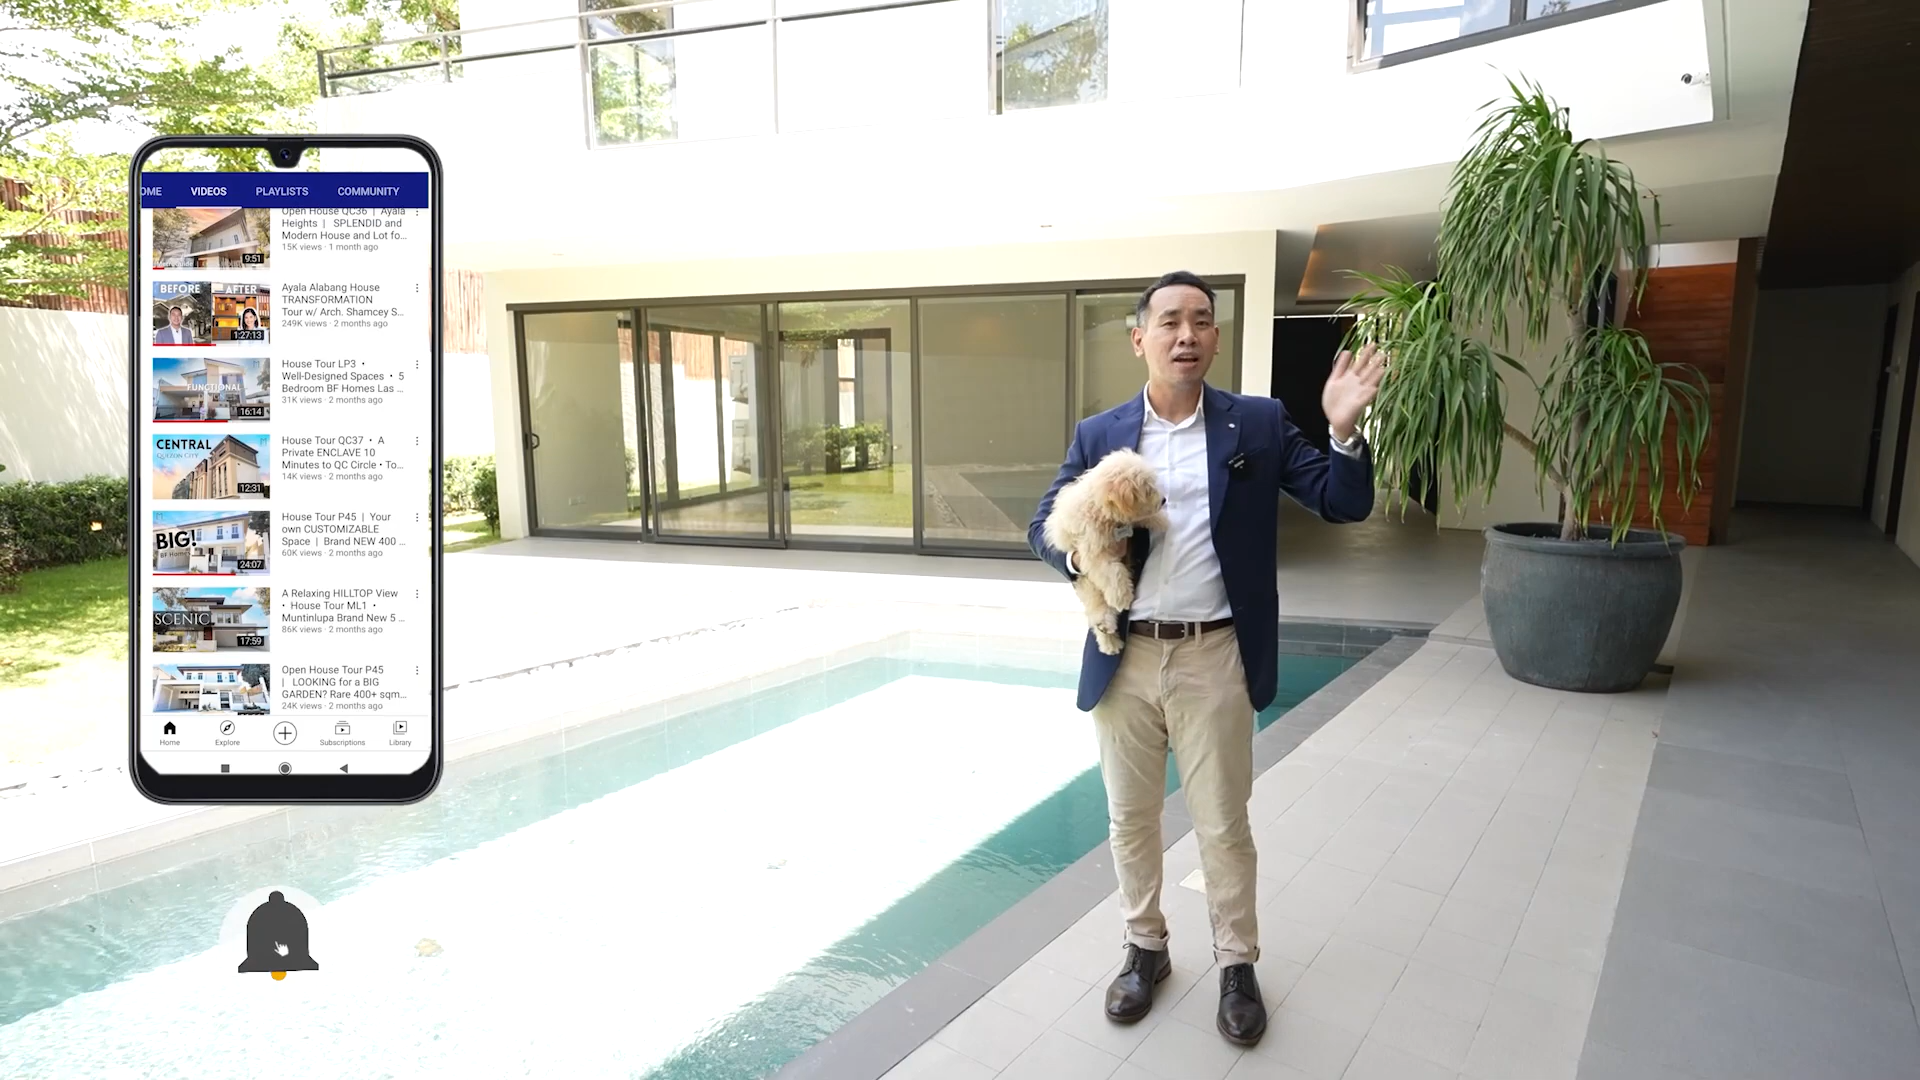 OME VIDEOS PLAYLISTS COMMUNITY
Open House QC36 | Ayala
Heights | SPLENDID and
Modern House and Lot fo...
15K views · 1 month ago
9:51
BEFORE AFTER
1:27:13
Ayala Alabang House
TRANSFORMATION
Tour w/ Arch. Shamcey S...
249K views · 2 months ago
FUNCTIONAL
16:14
House Tour LP3 •
Well-Designed Spaces • 5
Bedroom BF Homes Las ...
31K views · 2 months ago
CENTRAL
QUEZON CITY
12:31
House Tour QC37 • A
Private ENCLAVE 10
Minutes to QC Circle • To...
14K views · 2 months ago
BIG!
BF Homes
24:07
House Tour P45 | Your
own CUSTOMIZABLE
Space | Brand NEW 400 ...
60K views · 2 months ago
SCENIC
17:59
A Relaxing HILLTOP View
• House Tour ML1 •
Muntinlupa Brand New 5 ...
86K views · 2 months ago
Open House Tour P45
| LOOKING for a BIG
GARDEN? Rare 400+ sqm...
24K views · 2 months ago
Home Explore Subscriptions Library